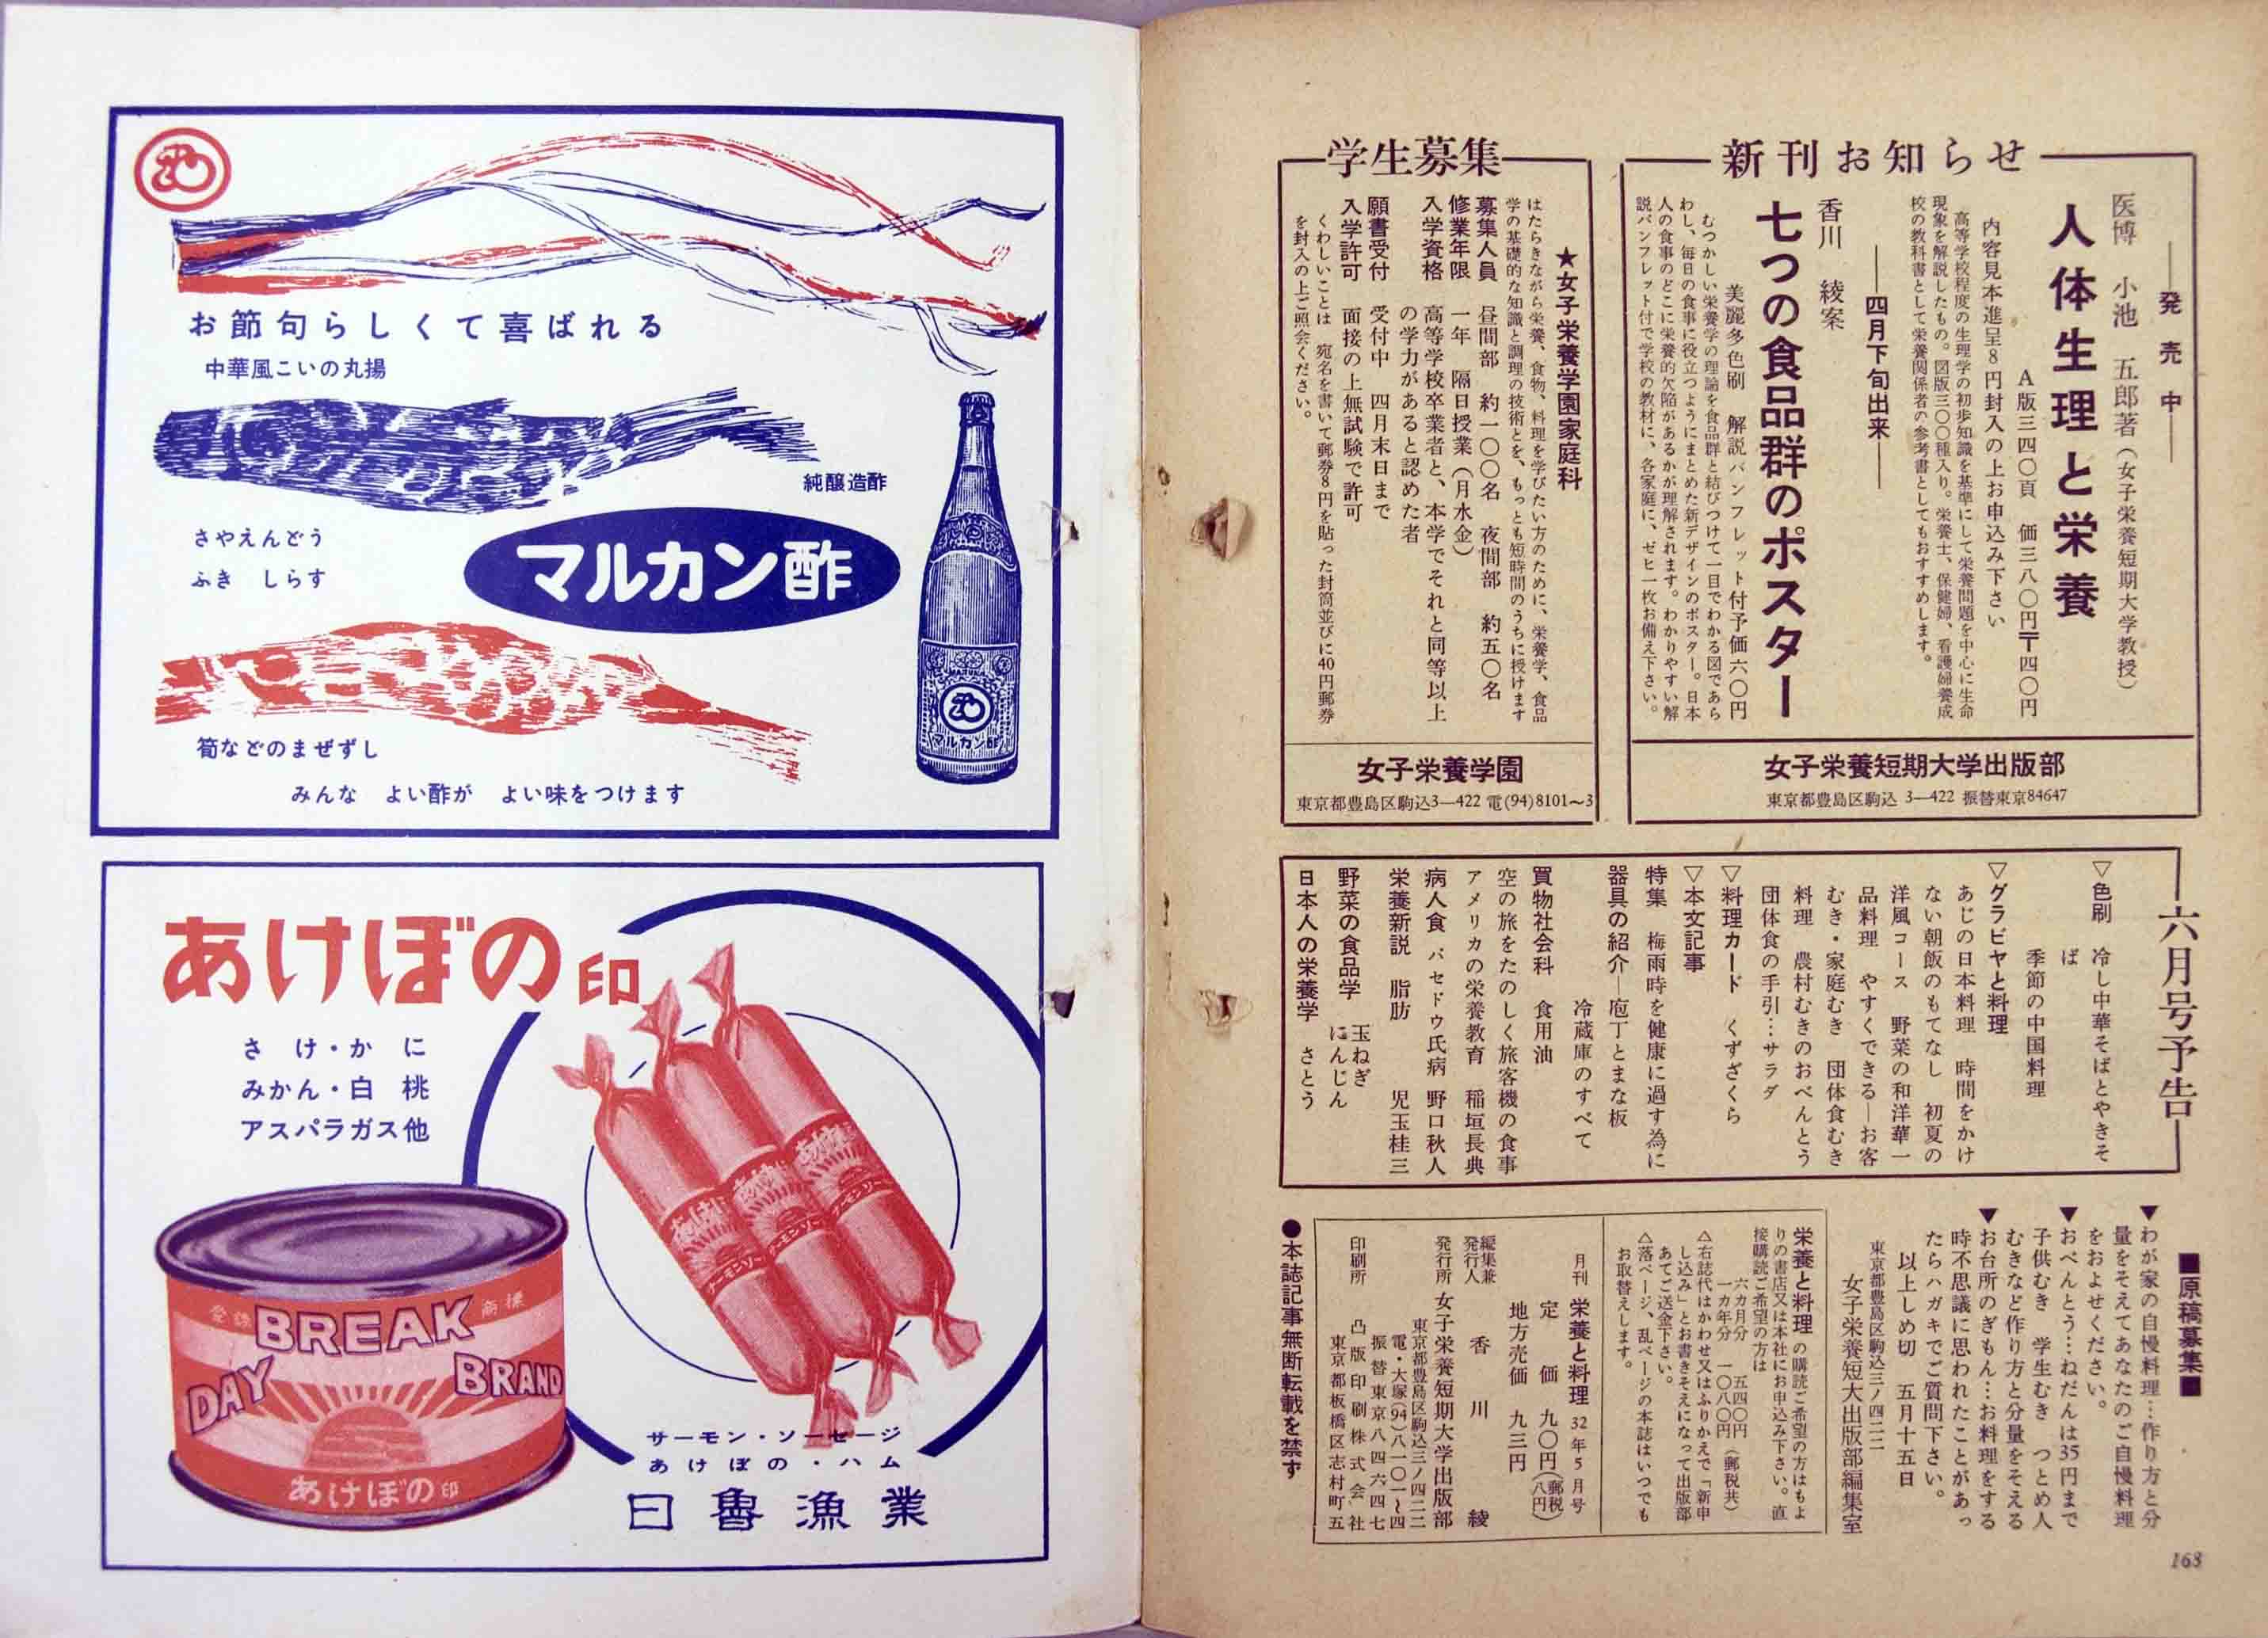 新刊お知らせ
―発売中―
医博 小池 五郎著（女子栄養短期大学教授）
人体生理と栄養
A版三四〇頁 価三八〇円〒四〇円
内容見本進呈8円封入の上お申込み下さい
高等学校程度の生理学の初歩知識を基準にして栄養問題を中心に生命
現象を解説したもの。図版三〇〇種入り。栄養士、保健婦、看護婦養成
校の教科書として栄養関係者の参考書としてもおすすめします。
―四月下旬出来―
香川 綾案
七つの食品群のポスター
美麗多色刷 解説パンフレット付予価六〇円
むつかしい栄養学の理論を食品群と結びつけて一目でわかる図であら
わし、毎日の食事に役立つようにまとめた新デザインのポスター。日本
人の食事のどこに栄養的欠陥があるかが理解されます。わかりやすい解
説パンフレット付で学校の教材に、各家庭に、ゼヒ一枚お備え下さい。
女子栄養短期大学出版部
東京都豊島区駒込 3―422 振替東京84647
学生募集
★女子栄養学園家庭科
はたらきながら栄養、食物、料理を学びたい方のために、栄養学、食品
学の基礎的な知識と調理の技術とを、もっとも短時間のうちに授けます
募集人員 昼間部 約一〇〇名 夜間部 約五〇名
修業年限 一年 隔日授業（月水金）
入学資格 高等学校卒業者と、本学でそれと同等以上
の学力があると認めた者
願書受付 受付中 四月末日まで
入学許可 面接の上無試験で許可
くわしいことは 宛名を書いて郵券8円を貼った封筒並びに40円郵券
を封入の上ご照会ください。
女子栄養学園
東京都豊島区駒込3―422 電(94)8101～3
六月号予告
▽色刷 冷し中華そばとやきそ
ば
季節の中国料理
▽グラビヤと料理
あじの日本料理 時間をかけ
ない朝飯のもてなし 初夏の
洋風コース 野菜の和洋華一
品料理 やすくできる―お客
むき・家庭むき 団体食むき
料理 農村むきのおべんとう
団体食の手引…サラダ
▽料理カード くずざくら
▽本文記事
特集 梅雨時を健康に過す為に
器具の紹介―庖丁とまな板
冷蔵庫のすべて
買物社会科 食用油
空の旅をたのしく旅客機の食事
アメリカの栄養教育 稲垣長典
病人食 バセドウ氏病 野口秋人
栄養新説 脂肪 児玉桂三
野菜の食品学 玉ねぎ
にんじん
日本人の栄養学 さとう
■原稿募集■
▼わが家の自慢料理…作り方と分
量をそえてあなたのご自慢料理
をおよせください。
▼おべんとう…ねだんは35円まで
子供むき 学生むき つとめ人
むきなど作り方と分量をそえる
▼お台所のぎもん…お料理をする
時不思議に思われたことがあっ
たらハガキでご質問下さい。
以上しめ切 五月十五日
東京都豊島区駒込三ノ四二二
女子栄養短大出版部編集室
栄養と料理 の購読ご希望の方はもよ
りの書店又は本社にお申込み下さい。直
接購読ご希望の方は
六カ月分 五四〇円
一カ年分 一〇八〇円（郵税共）
△右誌代はかわせ又はふりかえで「新申
し込み」とお書きそえになって出版部
あてご送金下さい。
△落ページ、乱ページの本誌はいつでも
お取替えします。
月刊 栄養と料理 32年5月号
定価 九〇円（郵税八円）
地方売価 九三円
編集兼発行人 香川 綾
発行所 女子栄養短期大学出版部
東京都豊島区駒込三ノ四二二
電・大塚(94)八一〇一～四
振替東京八四六四七
印刷所 凸版印刷株式会社
東京都板橋区志村町五
●本誌記事無断転載を禁ず
163
お節句らしくて喜ばれる
中華風こいの丸揚
純醸造酢
マルカン酢
さやえんどう
ふき しらす
マルカン酢
筍などのまぜずし
みんな よい酢が よい味をつけます
あけぼの印
さけ・かに
みかん・白桃
アスパラガス他
あけぼの
サーモンソーセージ
登録 商標
DAY BREAK BRAND
あけぼの印
サーモン・ソーセージ
あけぼの・ハム
日魯漁業